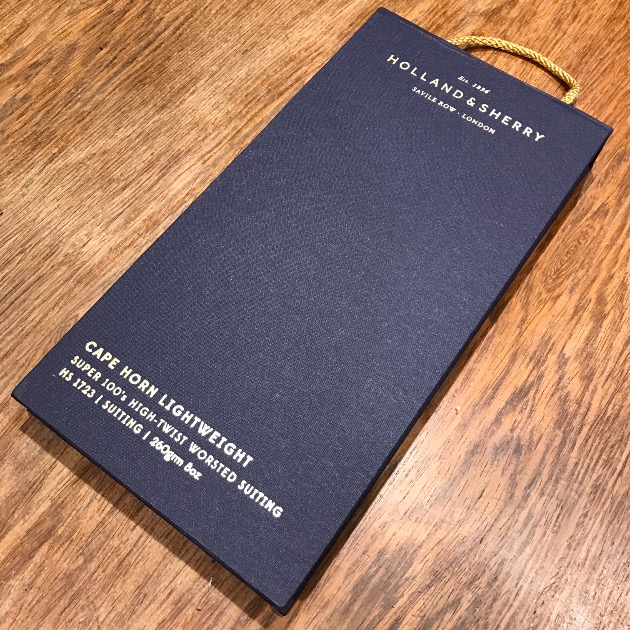 Est. 1836
HOLLAND & SHERRY
SAVILE ROW · LONDON
CAPE HORN LIGHTWEIGHT
SUPER 100's HIGH-TWIST WORSTED SUITING
HS 1723 | SUITING | 260grm 8oz